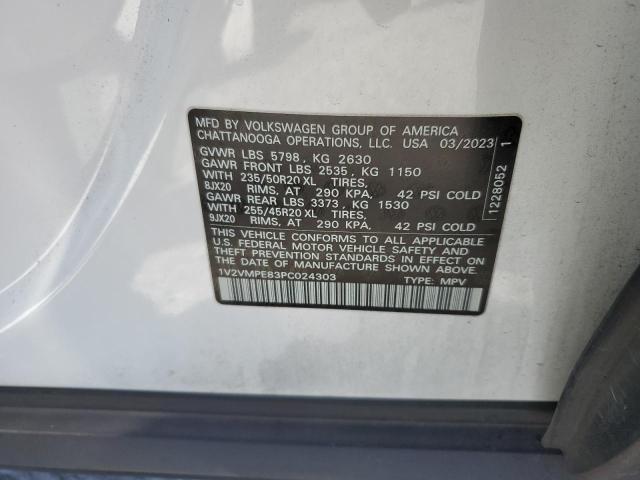 MFD BY VOLKSWAGEN GROUP OF AMERICA
CHATTANOOGA OPERATIONS, LLC. USA 03/2023
GVWR LBS 5798, KG 2630
GAWR FRONT LBS 2535, KG 1150
WITH 235/50R20 XL TIRES,
8JX20 RIMS, AT 290 KPA. 42 PSI COLD
GAWR REAR LBS 3373, KG 1530
WITH 255/45R20 XL TIRES,
9JX20 RIMS, AT 290 KPA. 42 PSI COLD
THIS VEHICLE CONFORMS TO ALL APPLICABLE
U.S. FEDERAL MOTOR VEHICLE SAFETY AND
THEFT PREVENTION STANDARDS IN EFFECT ON
THE DATE OF MANUFACTURE SHOWN ABOVE.
1V2VMPE83PC024303 TYPE: MPV
1228052 1